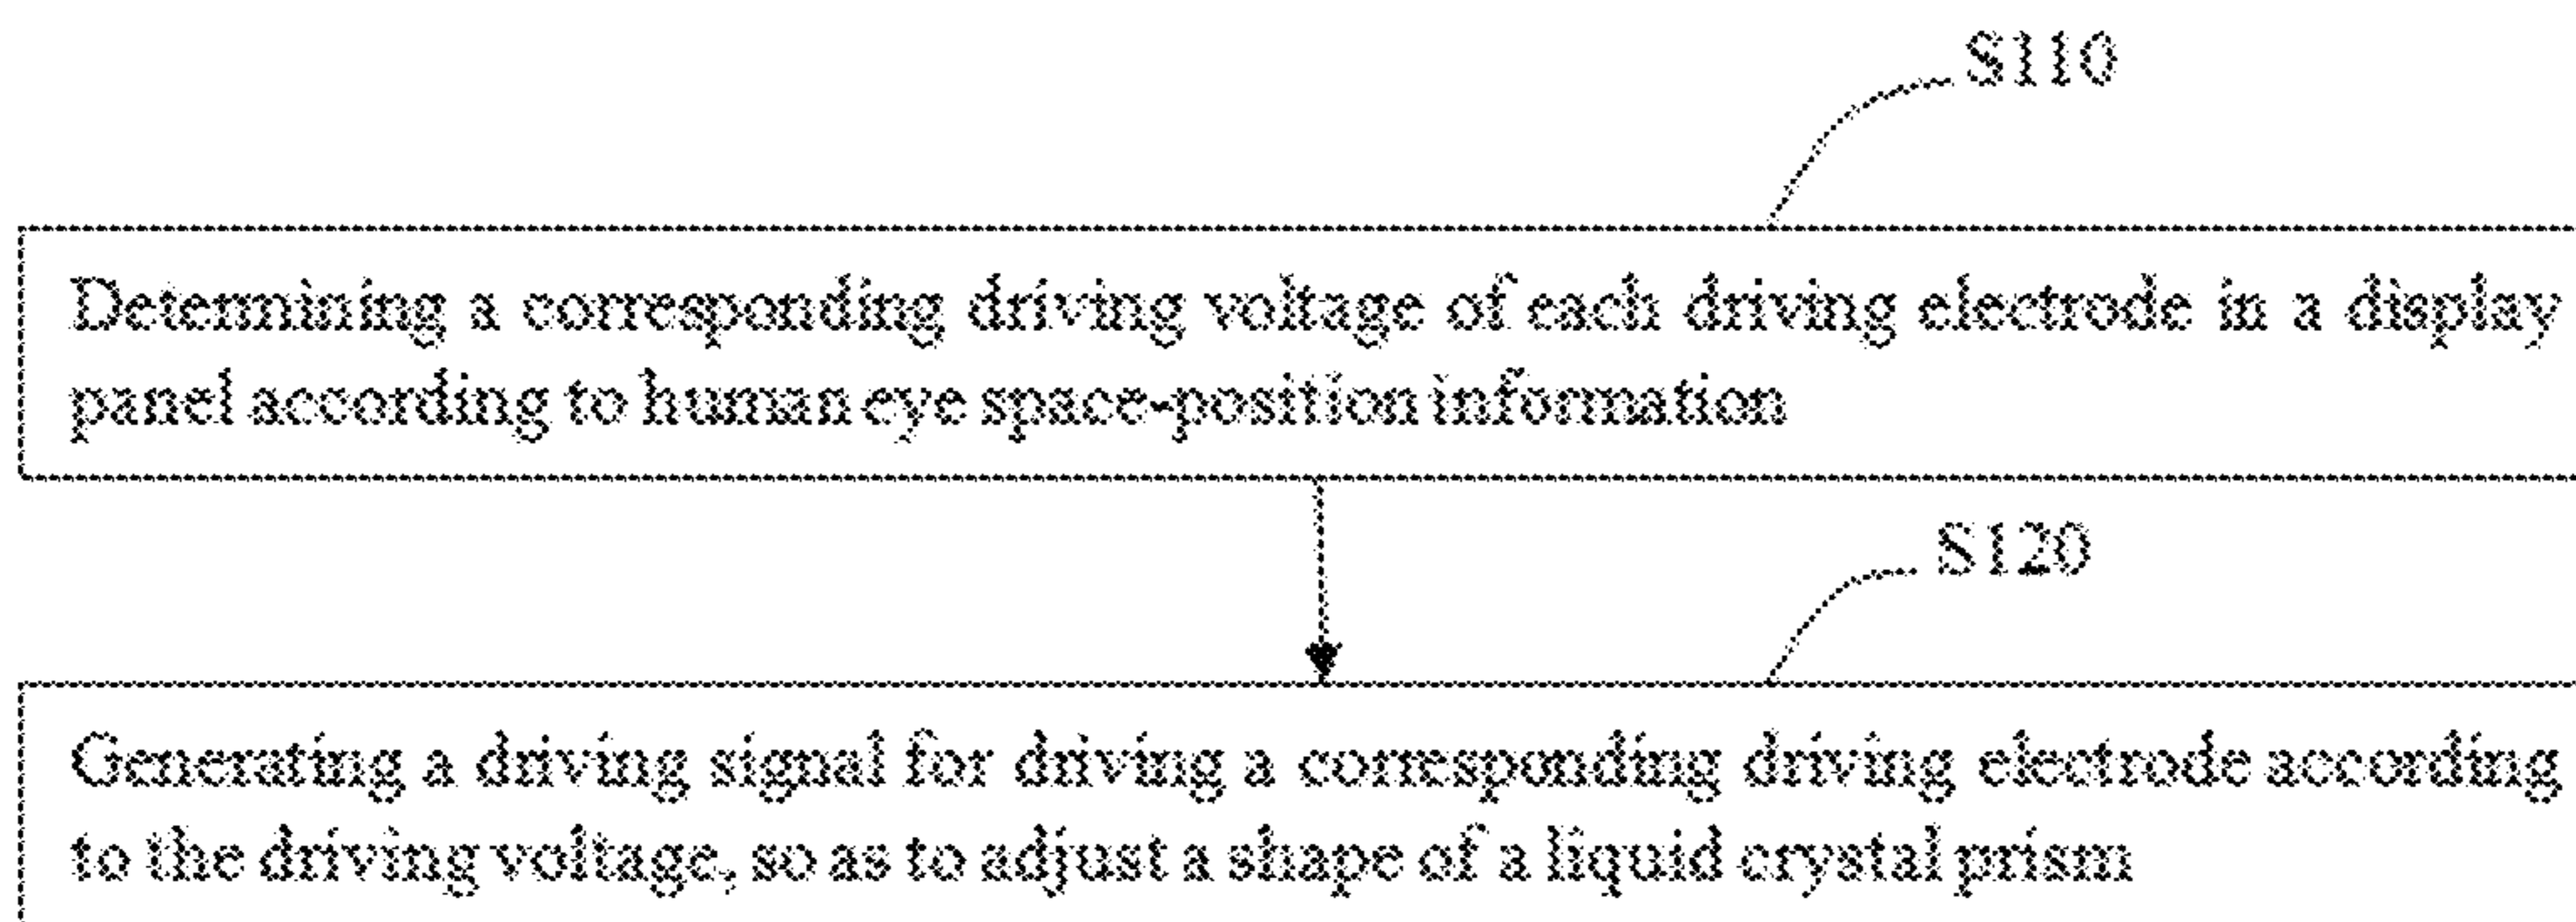 S110
Determining a corresponding driving voltage of each driving electrode in a display
panel according to human eye space-position information
S120
Generating a driving signal for driving a corresponding driving electrode according
to the driving voltage, so as to adjust a shape of a liquid crystal prism